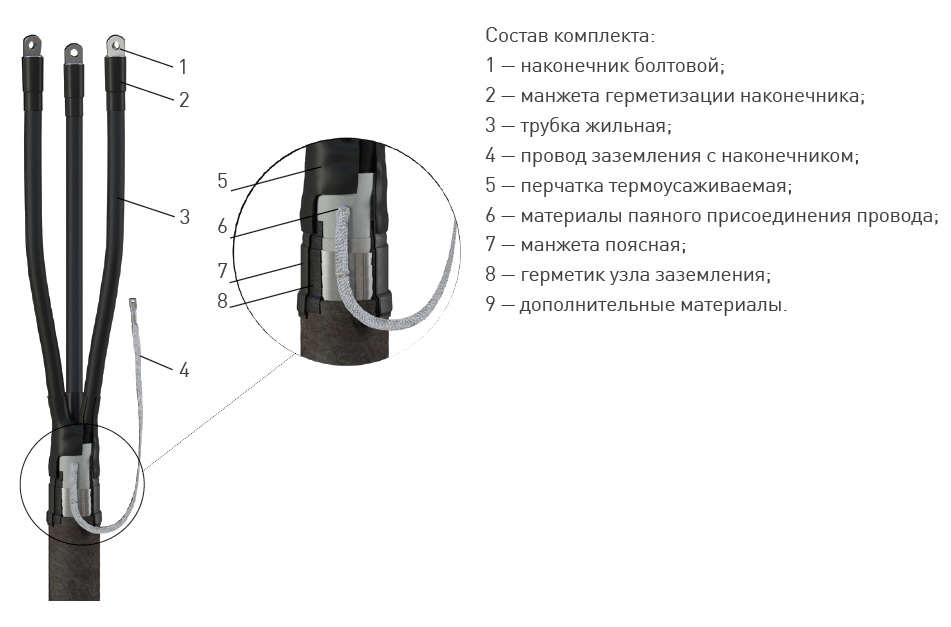 Состав комплекта:
1 — наконечник болтовой;
2 — манжета герметизации наконечника;
3 — трубка жильная;
4 — провод заземления с наконечником;
5 — перчатка термоусаживаемая;
6 — материалы паяного присоединения провода;
7 — манжета поясная;
8 — герметик узла заземления;
9 — дополнительные материалы.
1
2
3
4
5
6
7
8